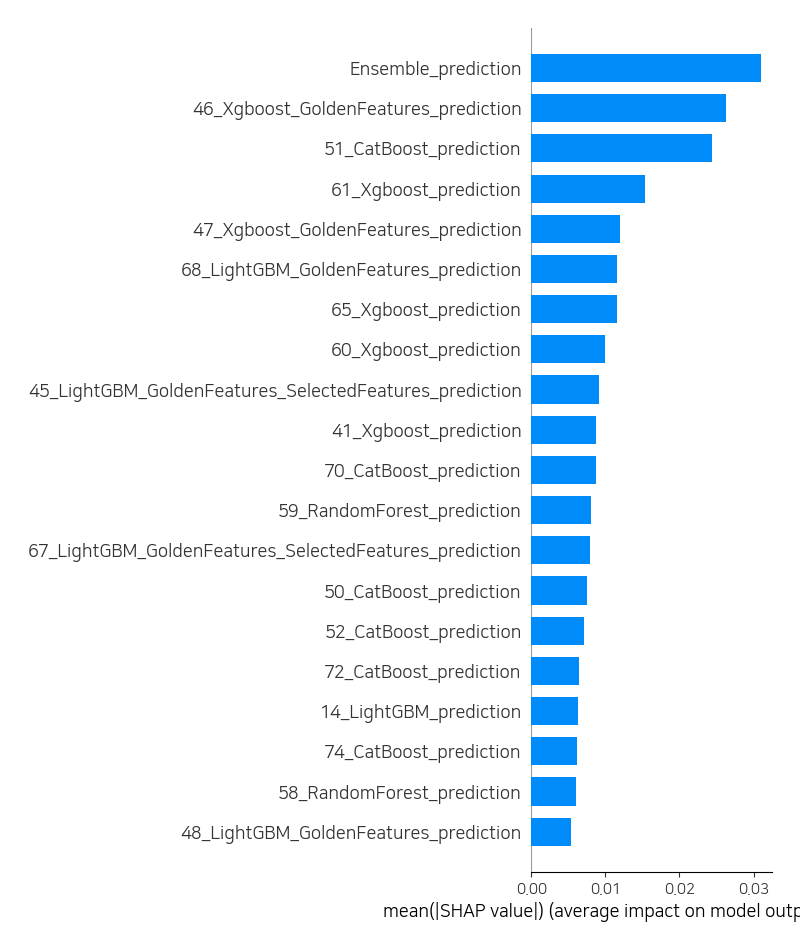 Ensemble_prediction
46_Xgboost_GoldenFeatures_prediction
51_CatBoost_prediction
61_Xgboost_prediction
47_Xgboost_GoldenFeatures_prediction
68_LightGBM_GoldenFeatures_prediction
65_Xgboost_prediction
60_Xgboost_prediction
45_LightGBM_GoldenFeatures_SelectedFeatures_prediction
41_Xgboost_prediction
70_CatBoost_prediction
59_RandomForest_prediction
67_LightGBM_GoldenFeatures_SelectedFeatures_prediction
50_CatBoost_prediction
52_CatBoost_prediction
72_CatBoost_prediction
14_LightGBM_prediction
74_CatBoost_prediction
58_RandomForest_prediction
48_LightGBM_GoldenFeatures_prediction
0.00 0.01 0.02 0.03
mean(|SHAP value|) (average impact on model outp